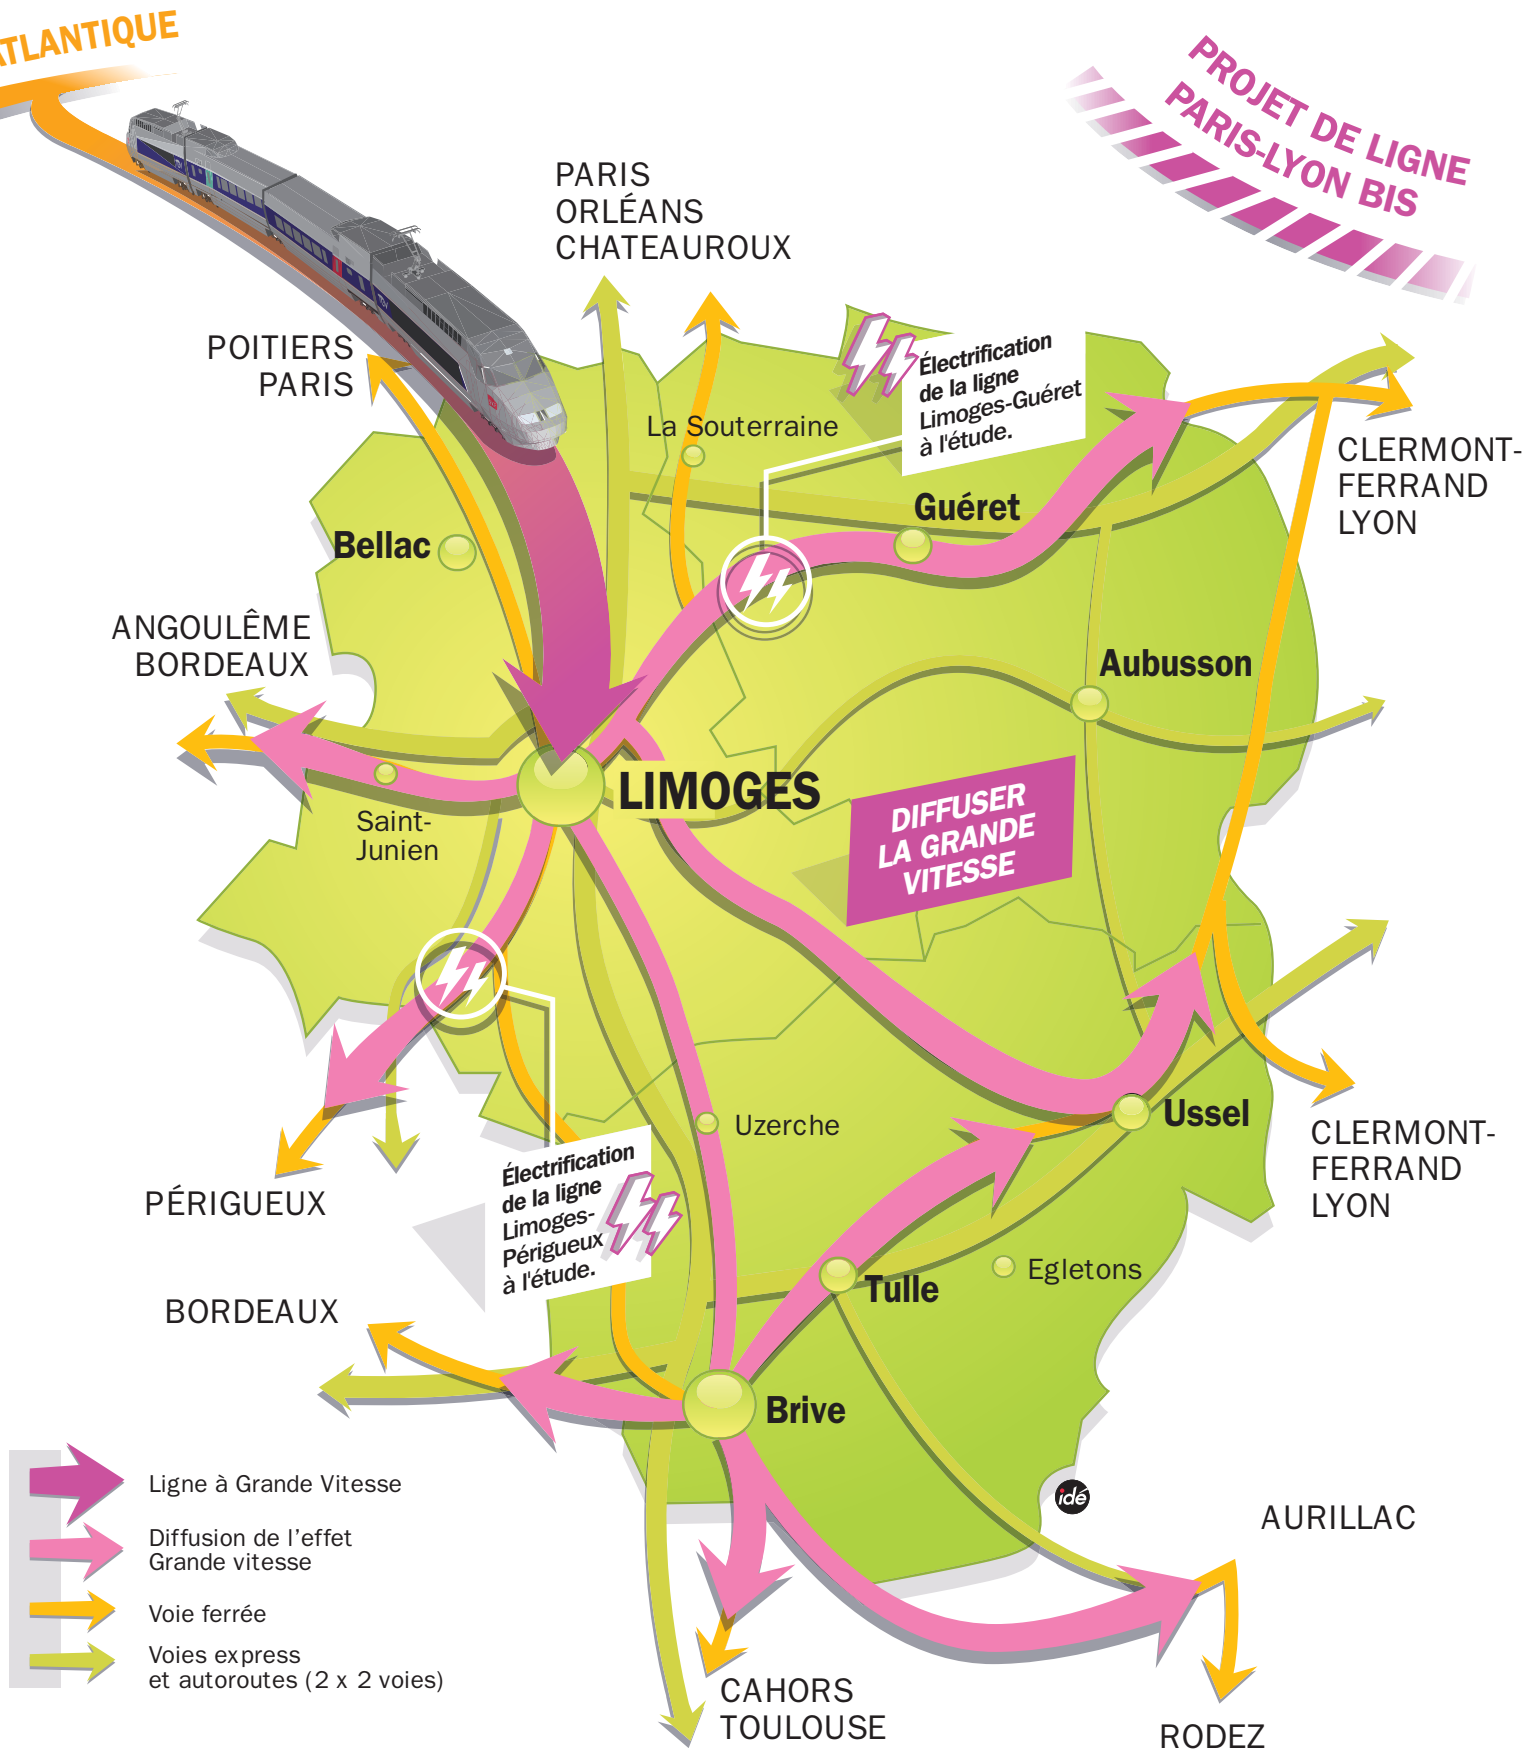 ATLANTIQUE
PROJET DE LIGNE
PARIS-LYON BIS
PARIS
ORLÉANS
CHATEAUROUX
POITIERS
PARIS
Électrification
de la ligne
Limoges-Guéret
à l'étude.
La Souterraine
CLERMONT-
FERRAND
LYON
Guéret
Bellac
ANGOULÊME
BORDEAUX
Aubusson
LIMOGES
DIFFUSER
LA GRANDE
VITESSE
Saint-
Junien
Uzerche
Ussel
CLERMONT-
FERRAND
LYON
Électrification
de la ligne
Limoges-
Périgueux
à l'étude.
PÉRIGUEUX
Egletons
Tulle
BORDEAUX
Brive
idé
AURILLAC
Ligne à Grande Vitesse
Diffusion de l'effet
Grande vitesse
Voie ferrée
Voies express
et autoroutes (2 x 2 voies)
CAHORS
TOULOUSE
RODEZ